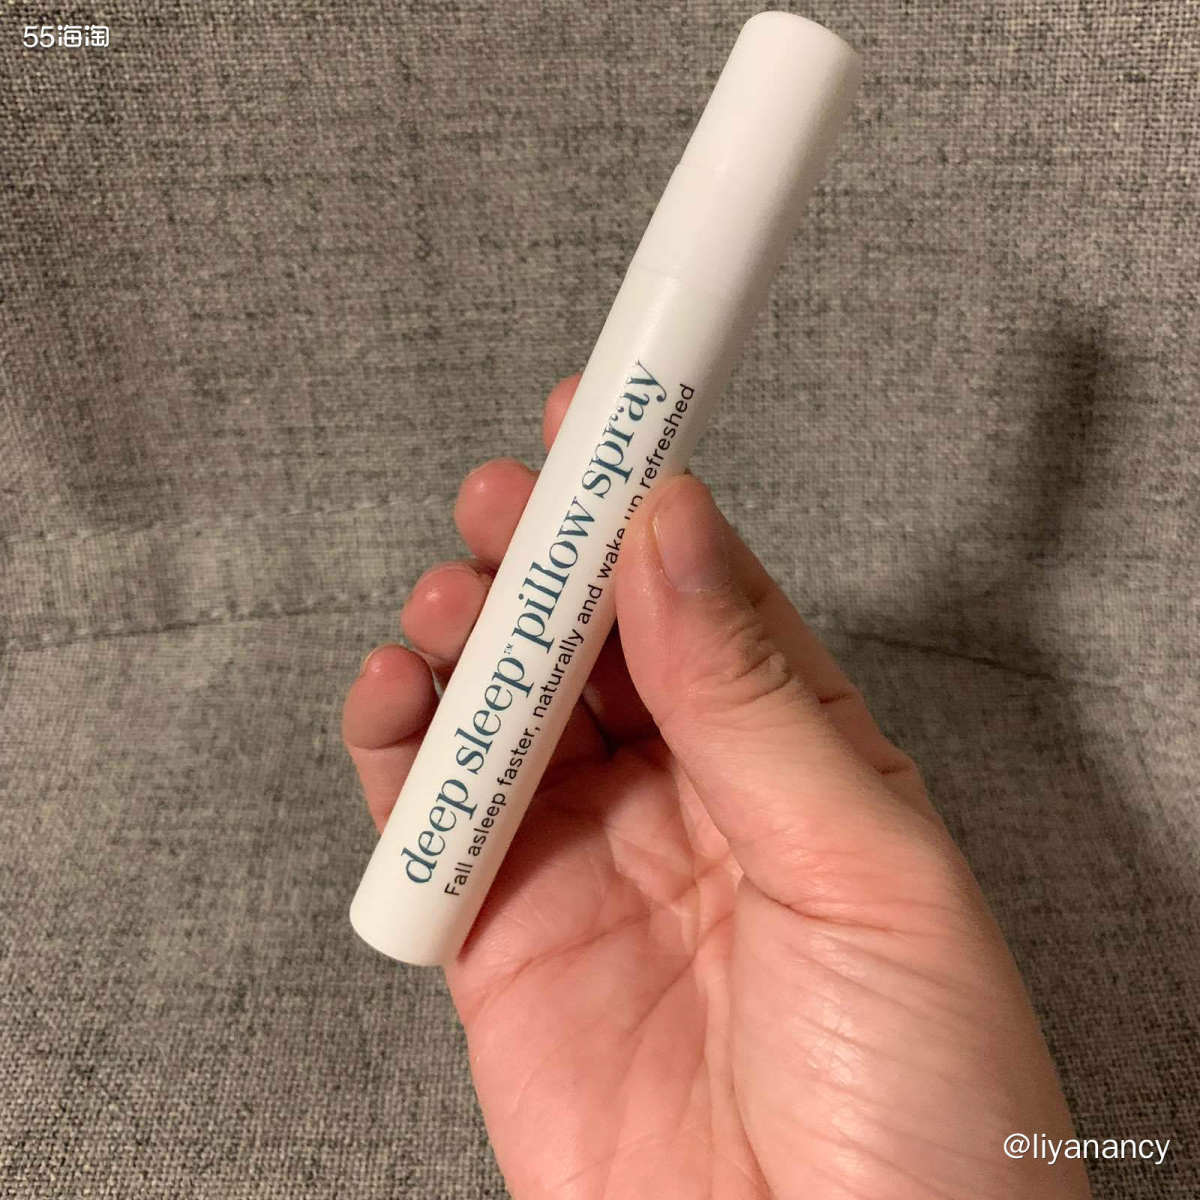 55海淘
deep sleep™ pillow spray
Fall asleep faster, naturally and wake up refreshed
@liyanancy